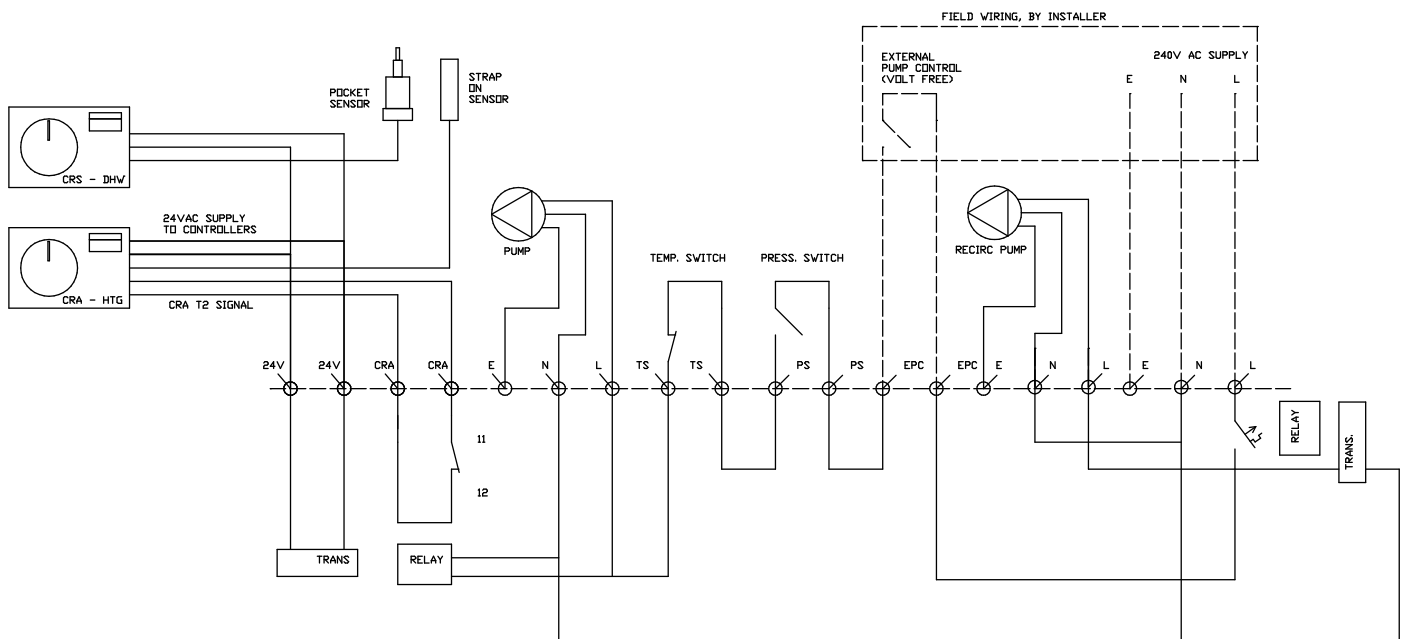 FIELD WIRING, BY INSTALLER
EXTERNAL
PUMP CONTROL
(VOLT FREE)
240V AC SUPPLY
E N L
POCKET
SENSOR
STRAP
ON
SENSOR
CRS - DHW
24VAC SUPPLY
TO CONTROLLERS
CRA - HTG
CRA T2 SIGNAL
PUMP
TEMP. SWITCH
PRESS. SWITCH
RECIRC PUMP
24V 24V CRA CRA E N L TS TS PS PS EPC EPC E N L E N L
11
12
RELAY
TRANS.
TRANS
RELAY